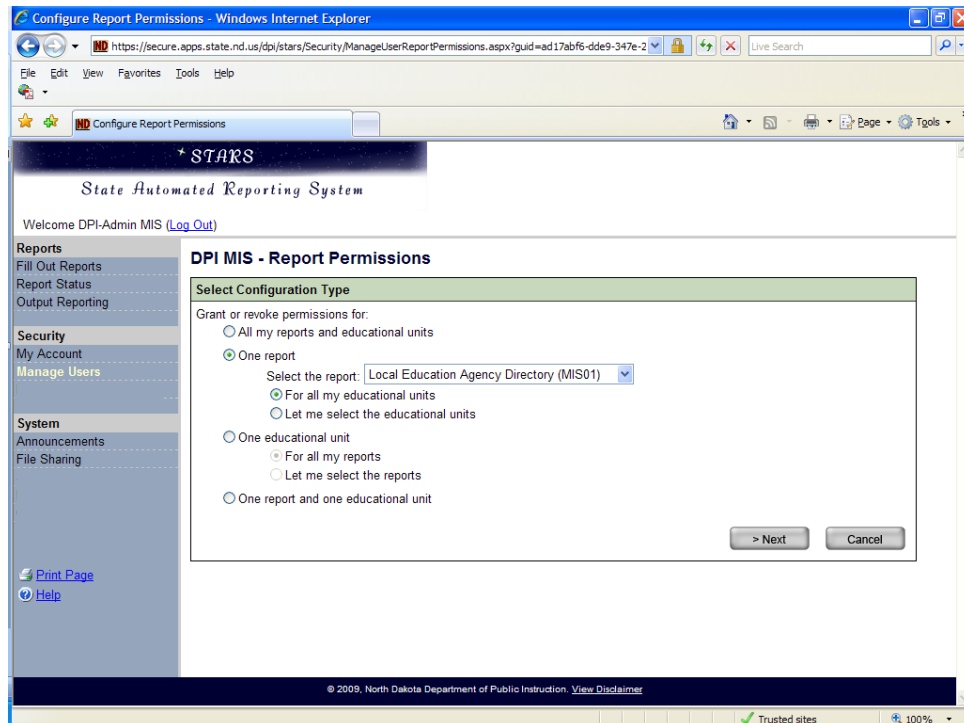 Configure Report Permissions - Windows Internet Explorer
ND https://secure.apps.state.nd.us/dpi/stars/Security/ManageUserReportPermissions.aspx?guid=ad17abf6-dde9-347e-2 Live Search
File Edit View Favorites Tools Help
ND Configure Report Permissions Page Tools
STARS
State Automated Reporting System
Welcome DPI-Admin MIS (Log Out)
Reports
Fill Out Reports
Report Status
Output Reporting
Security
My Account
Manage Users
System
Announcements
File Sharing
Print Page
Help
DPI MIS - Report Permissions
Select Configuration Type
Grant or revoke permissions for:
All my reports and educational units
One report
Select the report: Local Education Agency Directory (MIS01)
For all my educational units
Let me select the educational units
One educational unit
For all my reports
Let me select the reports
One report and one educational unit
> Next Cancel
© 2009, North Dakota Department of Public Instruction. View Disclaimer
Trusted sites 100%